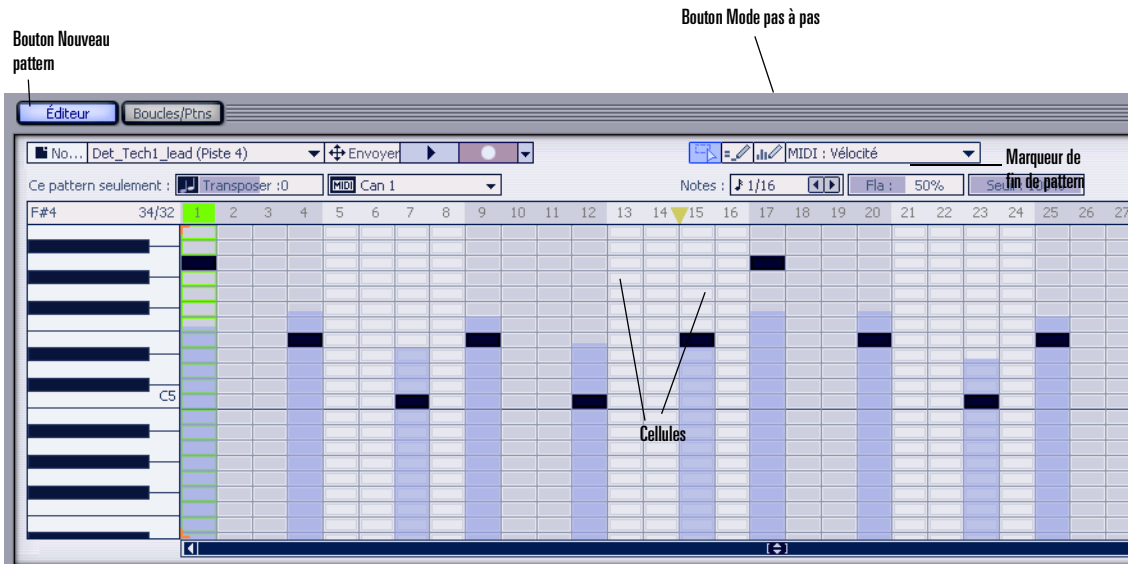 Bouton Mode pas à pas
Bouton Nouveau
pattern
Éditeur
Boucles/Ptns
No... Det_Tech1_lead (Piste 4) Envoyer MIDI : Vélocité
Marqueur de
fin de pattern
Ce pattern seulement : Transposer :0 MIDI Can 1 Notes : 1/16 Fla : 50%
F#4 34/32 1 2 3 4 5 6 7 8 9 10 11 12 13 14 15 16 17 18 19 20 21 22 23 24 25 26 27
C5
Cellules